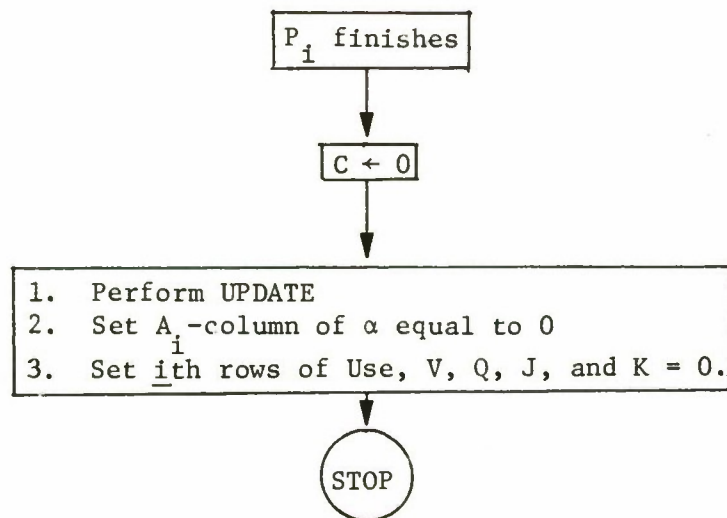 P_i finishes
C ← 0
1. Perform UPDATE
2. Set A_i-column of α equal to 0
3. Set ith rows of Use, V, Q, J, and K = 0.
STOP